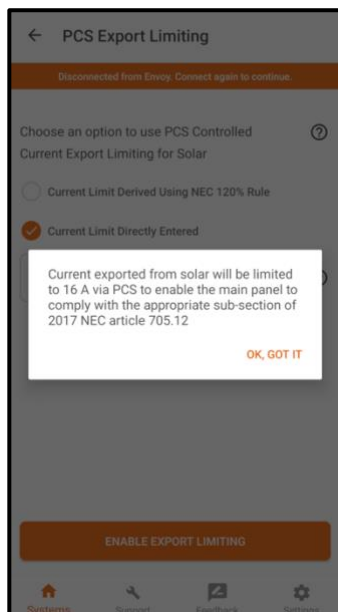 PCS Export Limiting
Disconnected from Envoy. Connect again to continue.
Choose an option to use PCS Controlled
Current Export Limiting for Solar
Current Limit Derived Using NEC 120% Rule
Current Limit Directly Entered
Current exported from solar will be limited
to 16 A via PCS to enable the main panel to
comply with the appropriate sub-section of
2017 NEC article 705.12
OK, GOT IT
ENABLE EXPORT LIMITING
Systems Support Feedback Settings